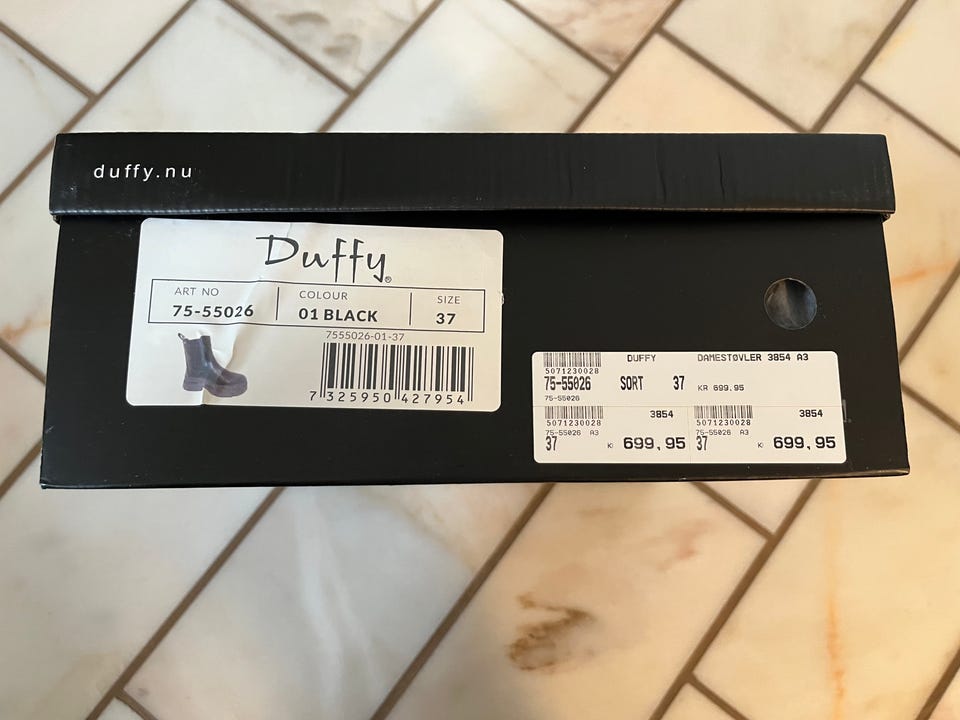 duffy.nu
Duffy®
ART NO COLOUR SIZE
75-55026 01 BLACK 37
7555026-01-37
7 325950 427954
DUFFY DAMESTØVLER 3854 A3
5071230028
75-55026 SORT 37 KR 699.95
75-55026
3854 3854
5071230028 5071230028
75-55026 A3 75-55026 A3
37 699,95 37 699,95